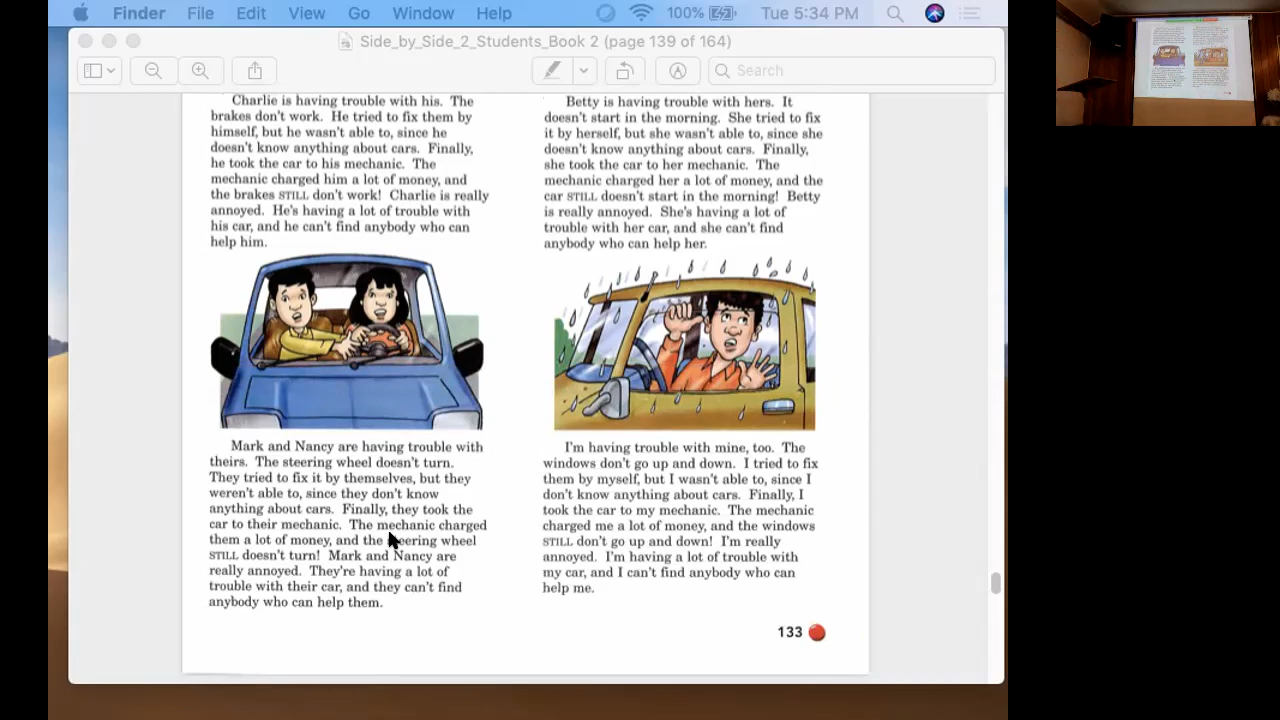 Finder File Edit View Go Window Help 100% Tue 5:34 PM
Side_by_Side_2_Students_Book 2 (page 139 of 164)
Search
Charlie is having trouble with his. The
brakes don't work. He tried to fix them by
himself, but he wasn't able to, since he
doesn't know anything about cars. Finally,
he took the car to his mechanic. The
mechanic charged him a lot of money, and
the brakes STILL don't work! Charlie is really
annoyed. He's having a lot of trouble with
his car, and he can't find anybody who can
help him.
Betty is having trouble with hers. It
doesn't start in the morning. She tried to fix
it by herself, but she wasn't able to, since she
doesn't know anything about cars. Finally,
she took the car to her mechanic. The
mechanic charged her a lot of money, and the
car STILL doesn't start in the morning! Betty
is really annoyed. She's having a lot of
trouble with her car, and she can't find
anybody who can help her.
Mark and Nancy are having trouble with
theirs. The steering wheel doesn't turn.
They tried to fix it by themselves, but they
weren't able to, since they don't know
anything about cars. Finally, they took the
car to their mechanic. The mechanic charged
them a lot of money, and the steering wheel
STILL doesn't turn! Mark and Nancy are
really annoyed. They're having a lot of
trouble with their car, and they can't find
anybody who can help them.
I'm having trouble with mine, too. The
windows don't go up and down. I tried to fix
them by myself, but I wasn't able to, since I
don't know anything about cars. Finally, I
took the car to my mechanic. The mechanic
charged me a lot of money, and the windows
STILL don't go up and down! I'm really
annoyed. I'm having a lot of trouble with
my car, and I can't find anybody who can
help me.
133